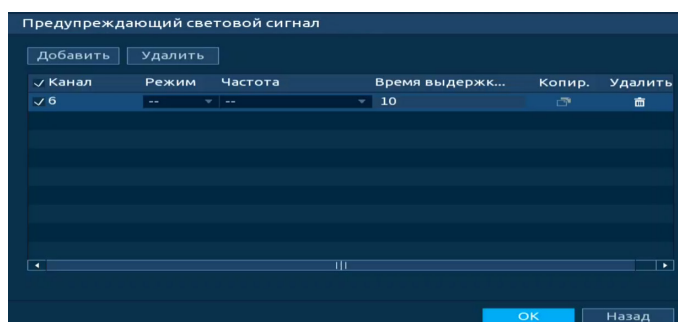 Предупреждающий световой сигнал
Добавить Удалить
Канал Режим Частота Время выдержк... Копир. Удалить
6 -- -- 10
OK Назад